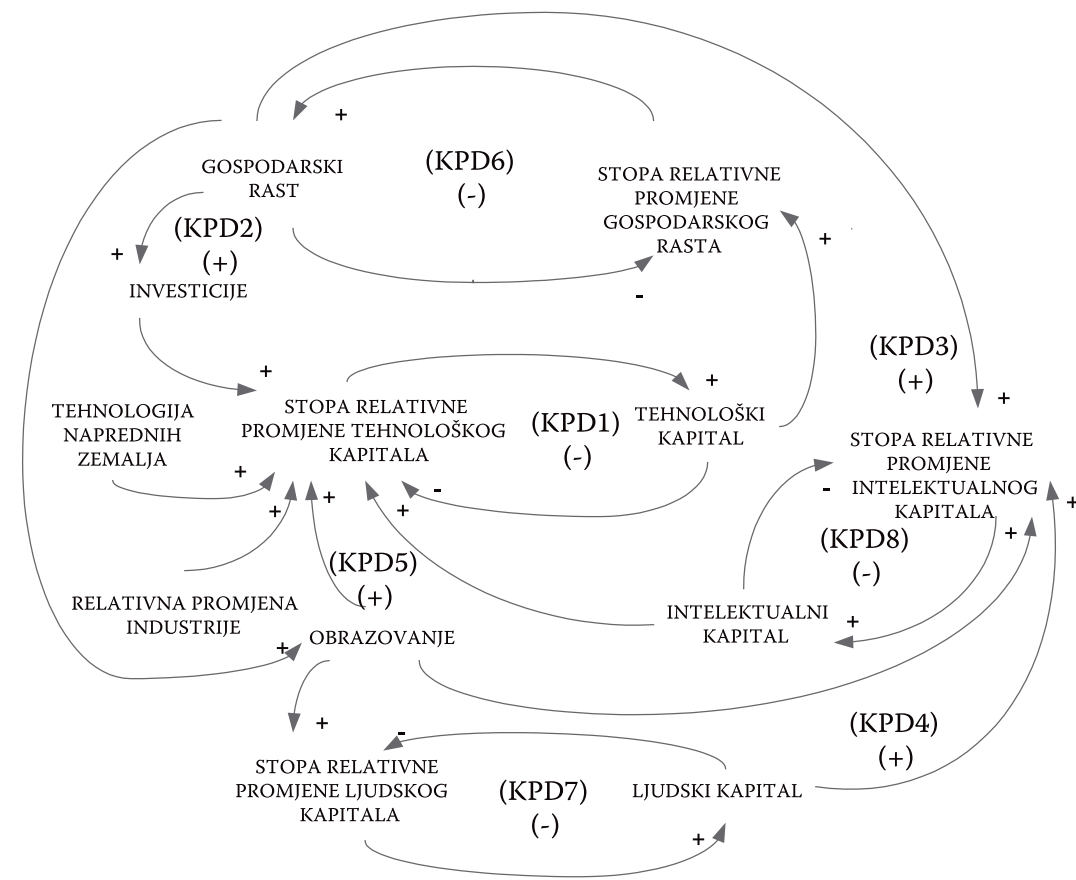 +
GOSPODARSKI
RAST
(KPD6)
(-)
STOPA RELATIVNE
PROMJENE
GOSPODARSKOG
RASTA
(KPD2)
(+)
+
+
INVESTICIJE
-
(KPD3)
(+)
+
+
+
TEHNOLOGIJA
NAPREDNIH
ZEMALJA
STOPA RELATIVNE
PROMJENE TEHNOLOŠKOG
KAPITALA
(KPD1)
(-)
TEHNOLOŠKI
KAPITAL
STOPA RELATIVNE
PROMJENE
INTELEKTUALNOG
KAPITALA
+
-
-
+
+
+
+
+
(KPD5)
(+)
(KPD8)
(-)
RELATIVNA PROMJENA
INDUSTRIJE
INTELEKTUALNI
KAPITAL
+
OBRAZOVANJE
+
+
-
(KPD4)
(+)
STOPA RELATIVNE
PROMJENE LJUDSKOG
KAPITALA
(KPD7)
(-)
LJUDSKI KAPITAL
+